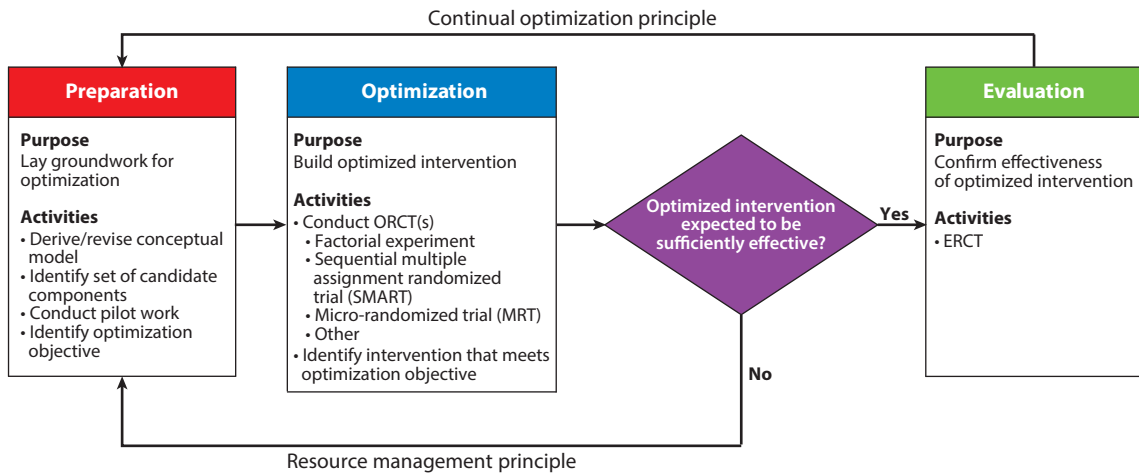 Continual optimization principle
Preparation
Purpose
Lay groundwork for
optimization
Activities
• Derive/revise conceptual
model
• Identify set of candidate
components
• Conduct pilot work
• Identify optimization
objective
Optimization
Purpose
Build optimized intervention
Activities
• Conduct ORCT(s)
• Factorial experiment
• Sequential multiple
assignment randomized
trial (SMART)
• Micro-randomized trial (MRT)
• Other
• Identify intervention that meets
optimization objective
Optimized intervention
expected to be
sufficiently effective?
Yes
No
Evaluation
Purpose
Confirm effectiveness
of optimized intervention
Activities
• ERCT
Resource management principle